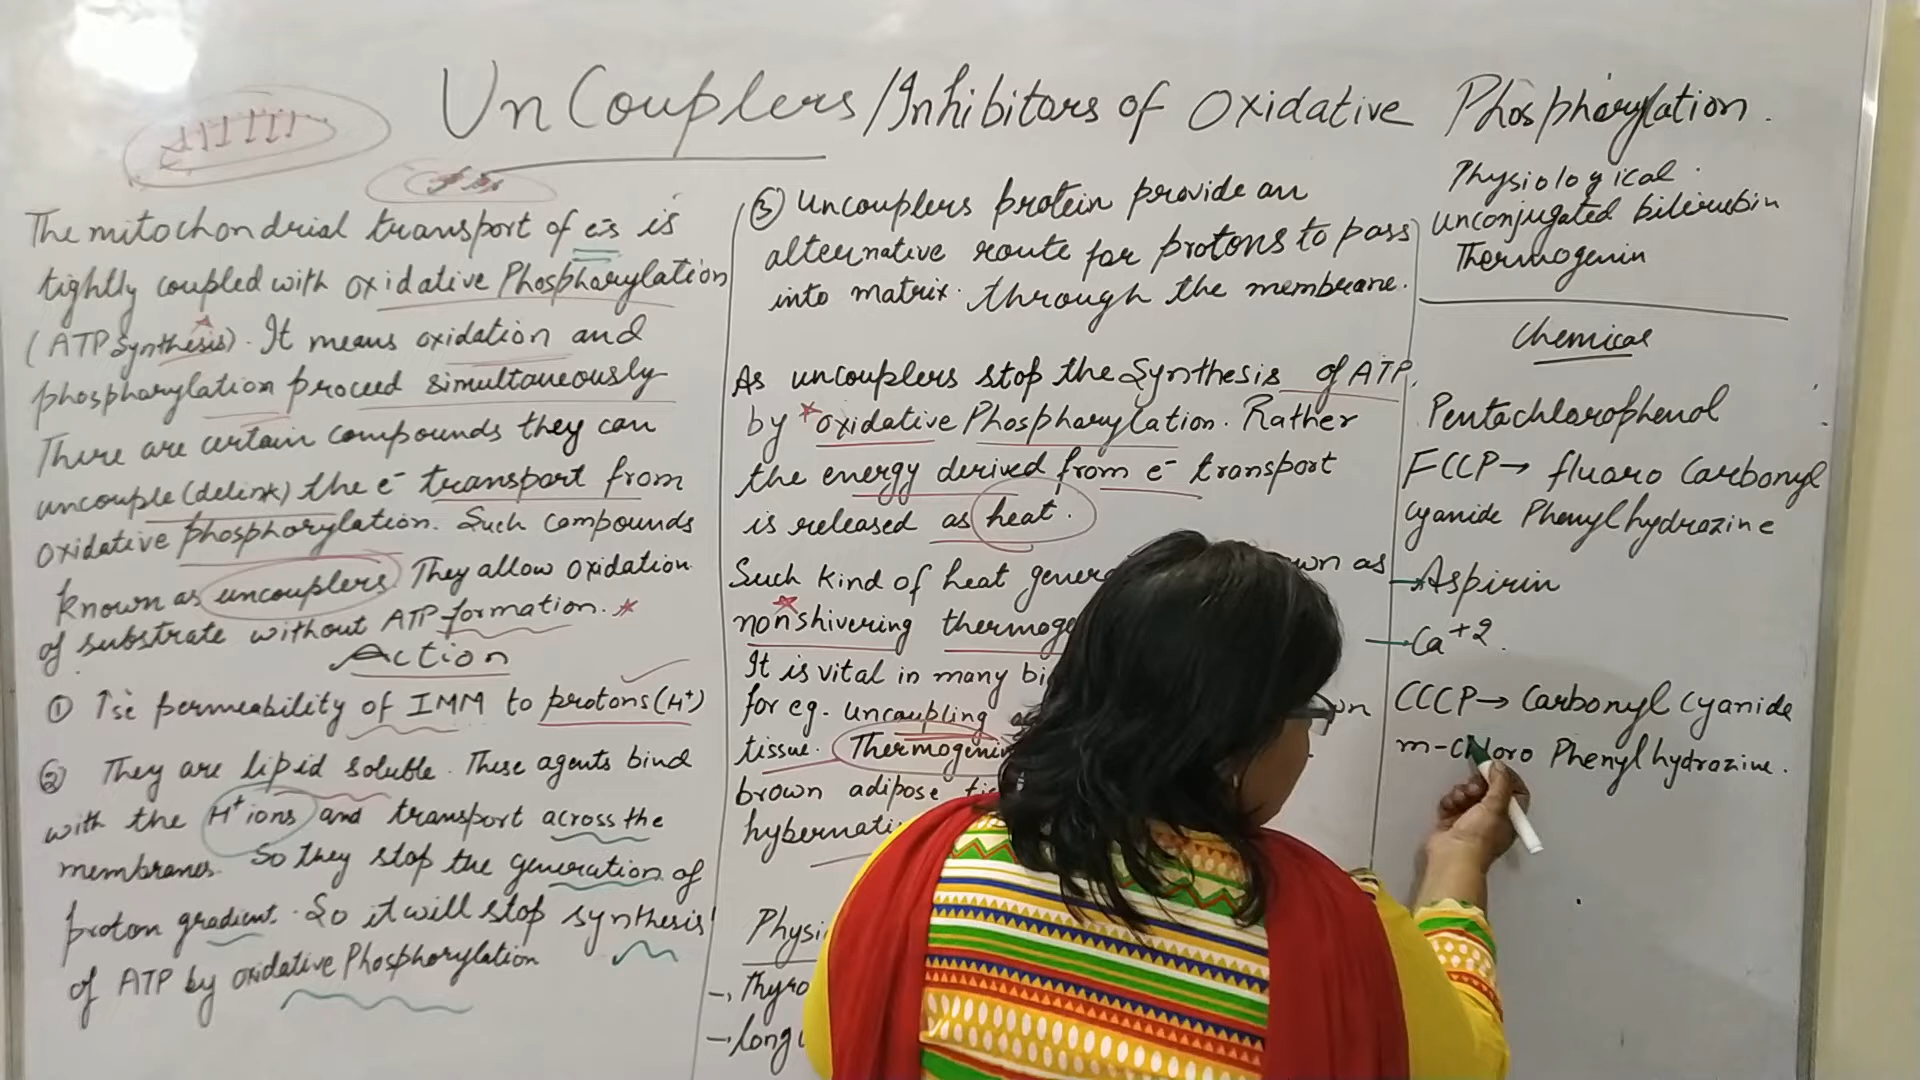 UnCouplers/Inhibitors of Oxidative Phosphorylation.
The mitochondrial transport of e-s is
tightly coupled with oxidative Phosphorylation
(ATP Synthesis). It means oxidation and
phosphorylation proceed simultaneously
There are certain compounds they can
uncouple (delink) the e- transport from
oxidative phosphorylation. Such compounds
known as uncouplers They allow oxidation
of substrate without ATP formation.
Action
① ↑se permeability of IMM to protons (H+)
② They are lipid soluble. These agents bind
with the H+ ions and transport across the
membranes. So they stop the generation of
proton gradient. So it will stop synthesis
of ATP by oxidative Phosphorylation
③ Uncouplers protein provide an
alternative route for protons to pass
into matrix. through the membrane.
As uncouplers stop the Synthesis of ATP.
by oxidative Phosphorylation. Rather
the energy derived from e- transport
is released as heat.
Such kind of heat as
nonshivering
It is vital in many
for eg. uncoupling
tissue. Thermogenin
brown adipose
Physiological.
unconjugated bilirubin
Thermogenin
Chemical
Pentachlorophenol
FCCP → fluoro Carbonyl
cyanide Phenylhydrazine
→ Aspirin
→ Ca+2.
CCCP → Carbonyl Cyanide
m-Chloro Phenylhydrazine.